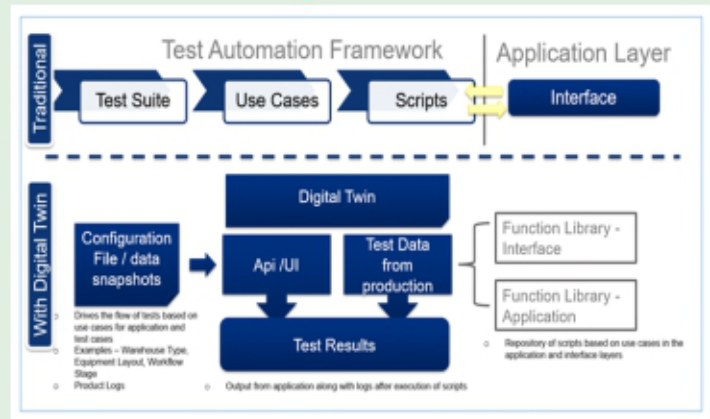 Traditional
Test Automation Framework
Application Layer
Test Suite
Use Cases
Scripts
Interface
With Digital Twin
Digital Twin
Configuration
File / data
snapshots
Api /UI
Test Data
from
production
Function Library -
Interface
Function Library -
Application
Test Results
o Drives the flow of tests based on
use cases for application and
test cases
o Examples – Warehouse Type,
Equipment Layout, Workflow
Stage
o Product Logs
o Output from application along with logs after execution of scripts
o Repository of scripts based on use cases in the
application and interface layers